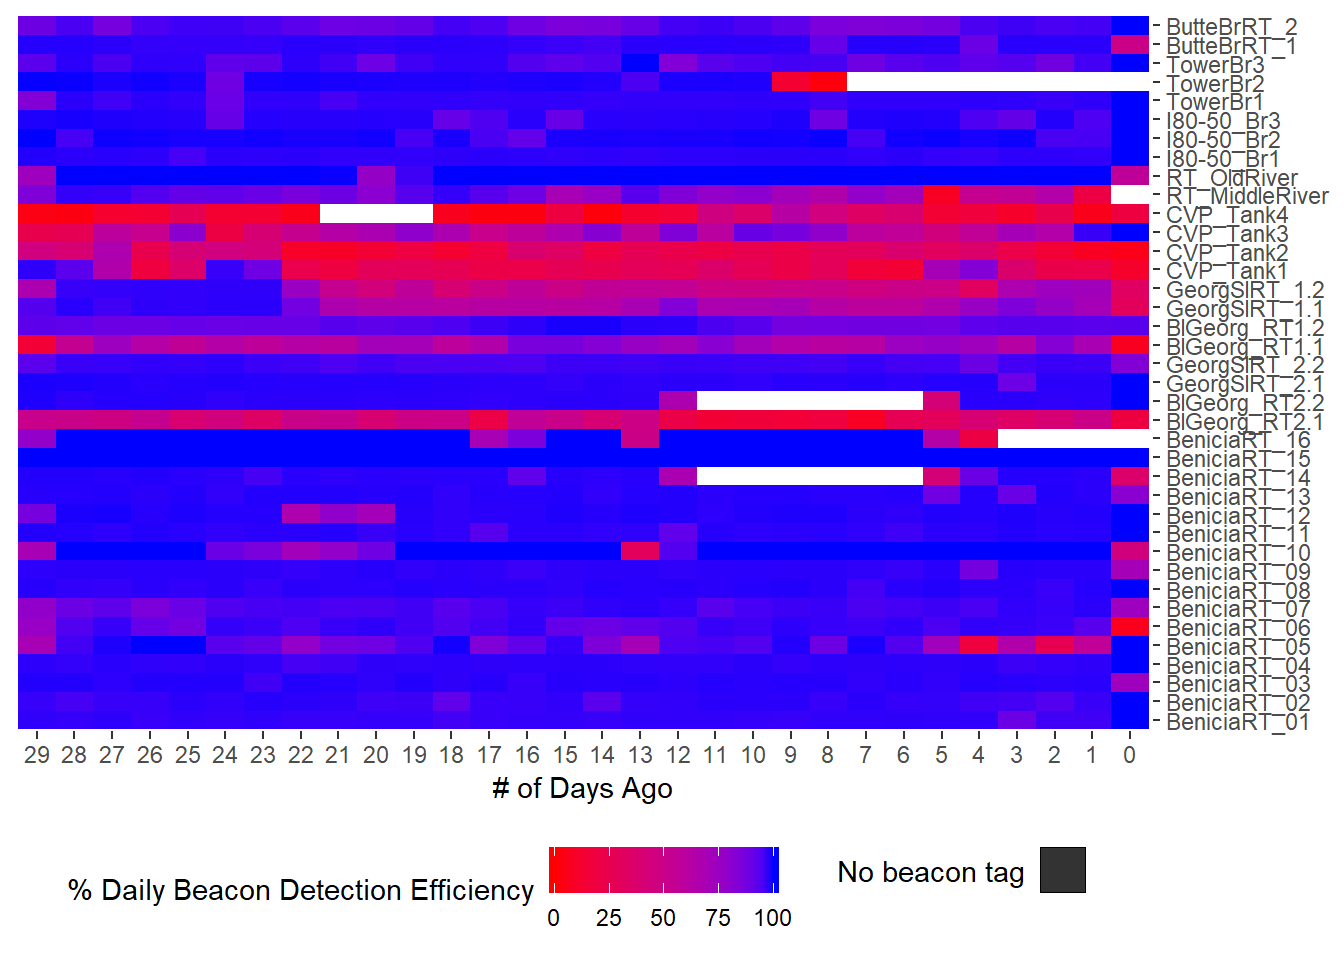 ButteBrRT_2
ButteBrRT_1
TowerBr3
TowerBr2
TowerBr1
I80-50_Br3
I80-50_Br2
I80-50_Br1
RT_OldRiver
RT_MiddleRiver
CVP_Tank4
CVP_Tank3
CVP_Tank2
CVP_Tank1
GeorgSlRT_1.2
GeorgSlRT_1.1
BlGeorg_RT1.2
BlGeorg_RT1.1
GeorgSlRT_2.2
GeorgSlRT_2.1
BlGeorg_RT2.2
BlGeorg_RT2.1
BeniciaRT_16
BeniciaRT_15
BeniciaRT_14
BeniciaRT_13
BeniciaRT_12
BeniciaRT_11
BeniciaRT_10
BeniciaRT_09
BeniciaRT_08
BeniciaRT_07
BeniciaRT_06
BeniciaRT_05
BeniciaRT_04
BeniciaRT_03
BeniciaRT_02
BeniciaRT_01
29 28 27 26 25 24 23 22 21 20 19 18 17 16 15 14 13 12 11 10 9 8 7 6 5 4 3 2 1 0
# of Days Ago
% Daily Beacon Detection Efficiency
0 25 50 75 100
No beacon tag